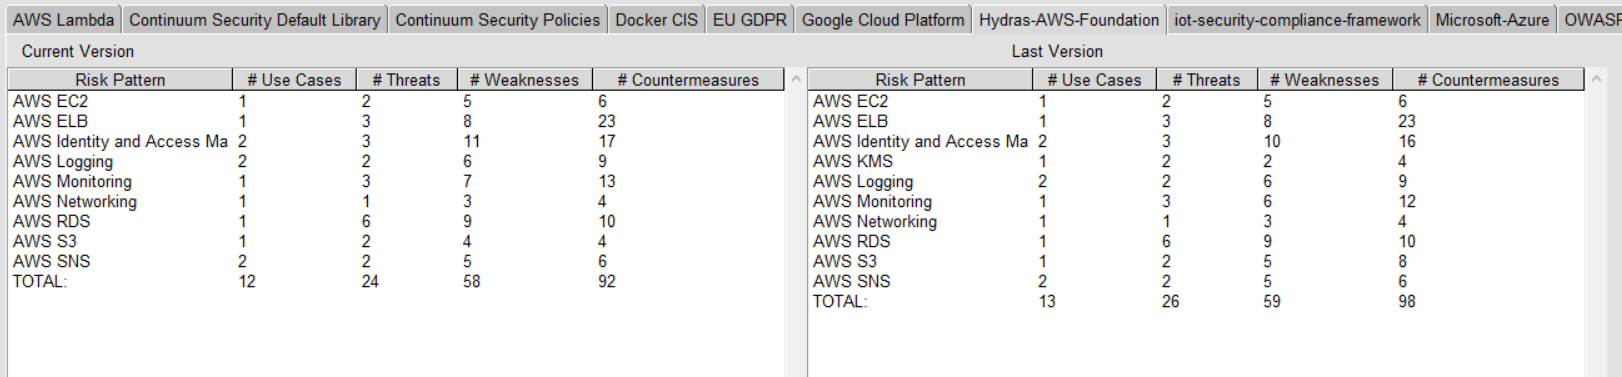 AWS Lambda Continuum Security Default Library Continuum Security Policies Docker CIS EU GDPR Google Cloud Platform Hydras-AWS-Foundation iot-security-compliance-framework Microsoft-Azure OWASP
Current Version
Risk Pattern # Use Cases # Threats # Weaknesses # Countermeasures
AWS EC2 1 2 5 6
AWS ELB 1 3 8 23
AWS Identity and Access Ma 2 3 11 17
AWS Logging 2 2 6 9
AWS Monitoring 1 3 7 13
AWS Networking 1 1 3 4
AWS RDS 1 6 9 10
AWS S3 1 2 4 4
AWS SNS 2 2 5 6
TOTAL: 12 24 58 92
Last Version
Risk Pattern # Use Cases # Threats # Weaknesses # Countermeasures
AWS EC2 1 2 5 6
AWS ELB 1 3 8 23
AWS Identity and Access Ma 2 3 10 16
AWS KMS 1 2 2 4
AWS Logging 2 2 6 9
AWS Monitoring 1 3 6 12
AWS Networking 1 1 3 4
AWS RDS 1 6 9 10
AWS S3 1 2 5 8
AWS SNS 2 2 5 6
TOTAL: 13 26 59 98